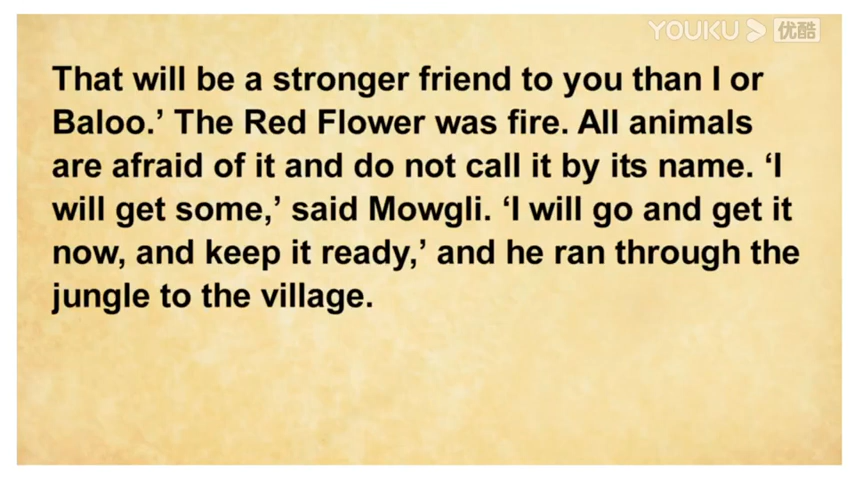 YOUKU 优酷
That will be a stronger friend to you than I or
Baloo.’ The Red Flower was fire. All animals
are afraid of it and do not call it by its name. ‘I
will get some,’ said Mowgli. ‘I will go and get it
now, and keep it ready,’ and he ran through the
jungle to the village.